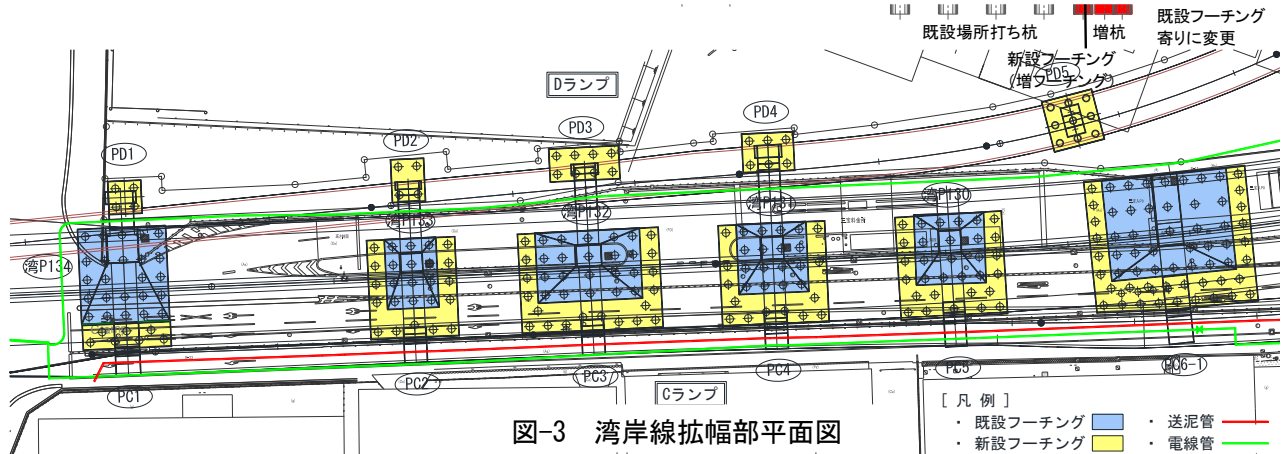 既設場所打ち杭
増杭
既設フーチング
寄りに変更
新設フーチング
(増フーチング)
PD5
Dランプ
PD4
PD3
PD2
PD1
湾P134
湾P133
湾P132
湾P131
湾P130
PC1
PC2
PC3
PC4
PC5
PC6-1
Cランプ
図-3 湾岸線拡幅部平面図
[ 凡 例 ]
・ 既設フーチング
・ 送泥管
・ 新設フーチング
・ 電線管